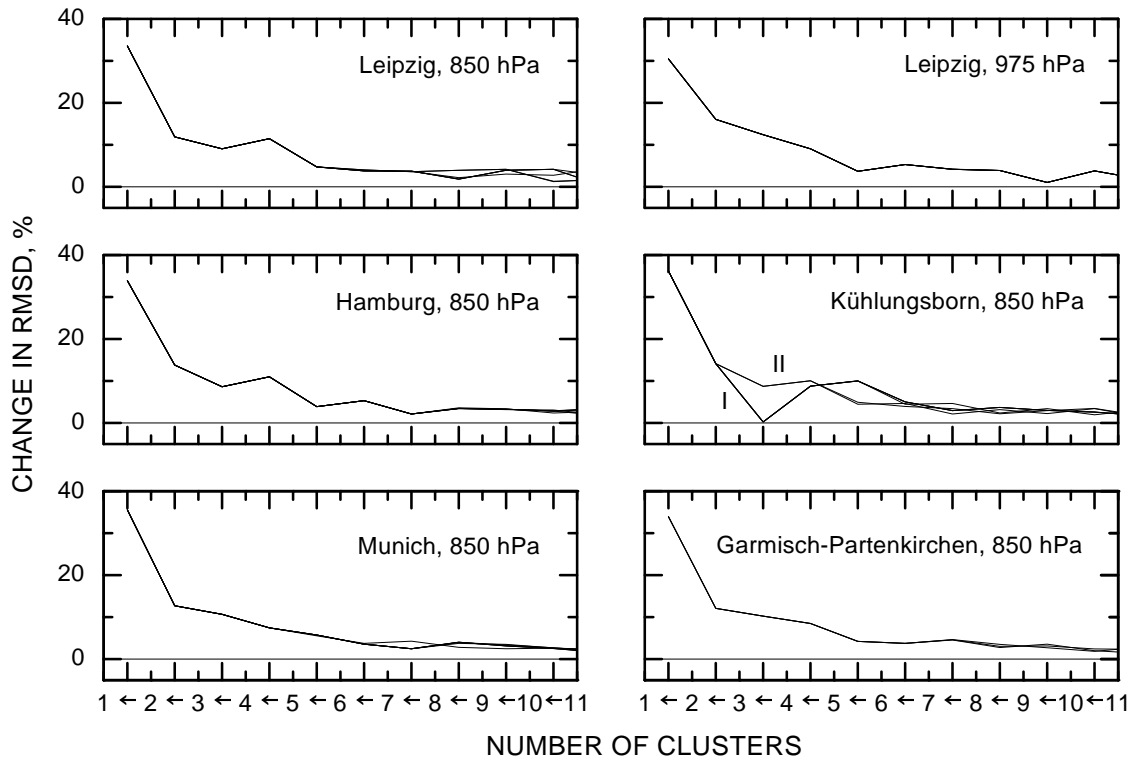 40
20
0
Leipzig, 850 hPa
Leipzig, 975 hPa
CHANGE IN RMSD, %
40
20
0
Hamburg, 850 hPa
Kühlungsborn, 850 hPa
II
I
40
20
0
Munich, 850 hPa
Garmisch-Partenkirchen, 850 hPa
1 ← 2 ← 3 ← 4 ← 5 ← 6 ← 7 ← 8 ← 9 ← 10 ← 11
1 ← 2 ← 3 ← 4 ← 5 ← 6 ← 7 ← 8 ← 9 ← 10 ← 11
NUMBER OF CLUSTERS